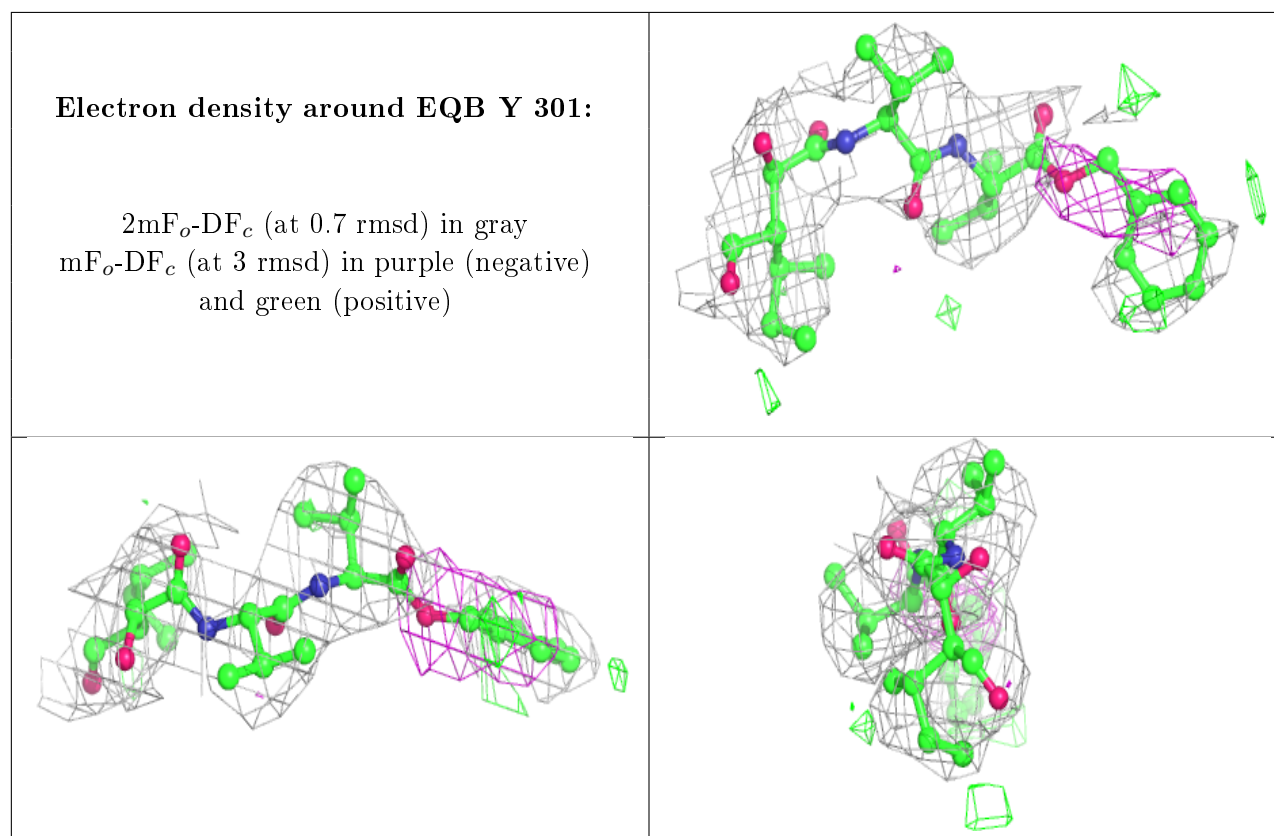 Electron density around EQB Y 301:
2mFₒ-DF𝒸 (at 0.7 rmsd) in gray
mFₒ-DF𝒸 (at 3 rmsd) in purple (negative)
and green (positive)